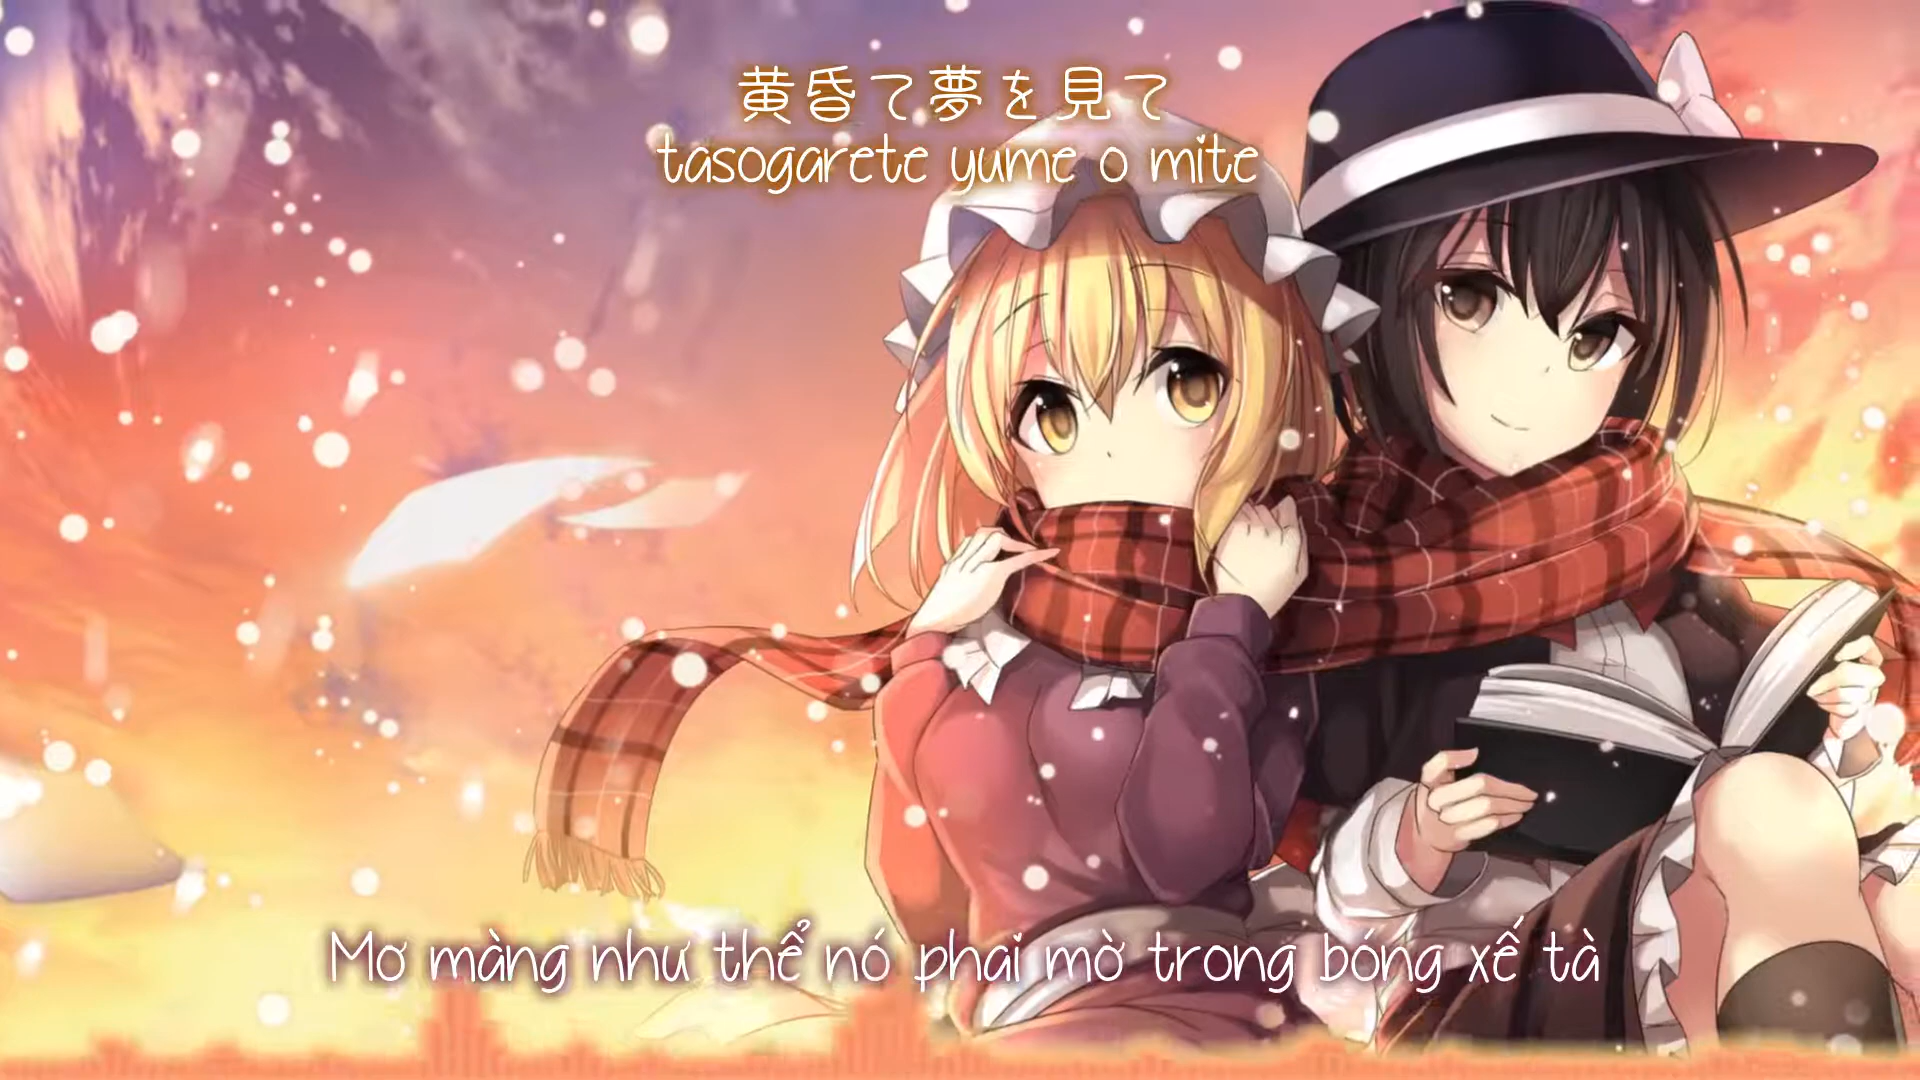 黄昏て夢を見て
tasogarete yume o mite
Mơ màng như thể nó phai mờ trong bóng xế tà